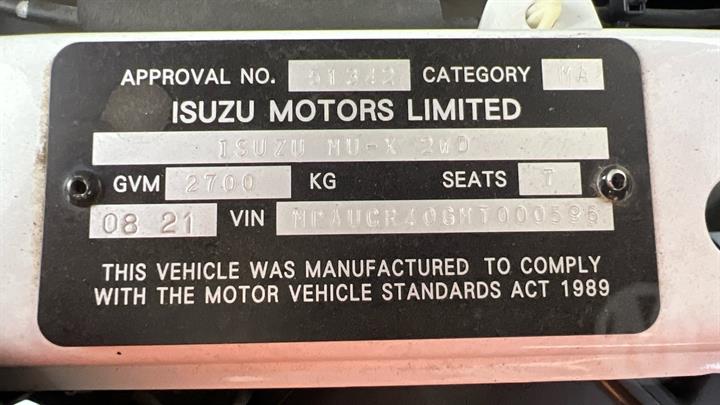 APPROVAL NO. 51342 CATEGORY MA
ISUZU MOTORS LIMITED
ISUZU MU-X 2WD
GVM 2700 KG SEATS 7
08 21 VIN MPAUCR40GMT000596
THIS VEHICLE WAS MANUFACTURED TO COMPLY
WITH THE MOTOR VEHICLE STANDARDS ACT 1989